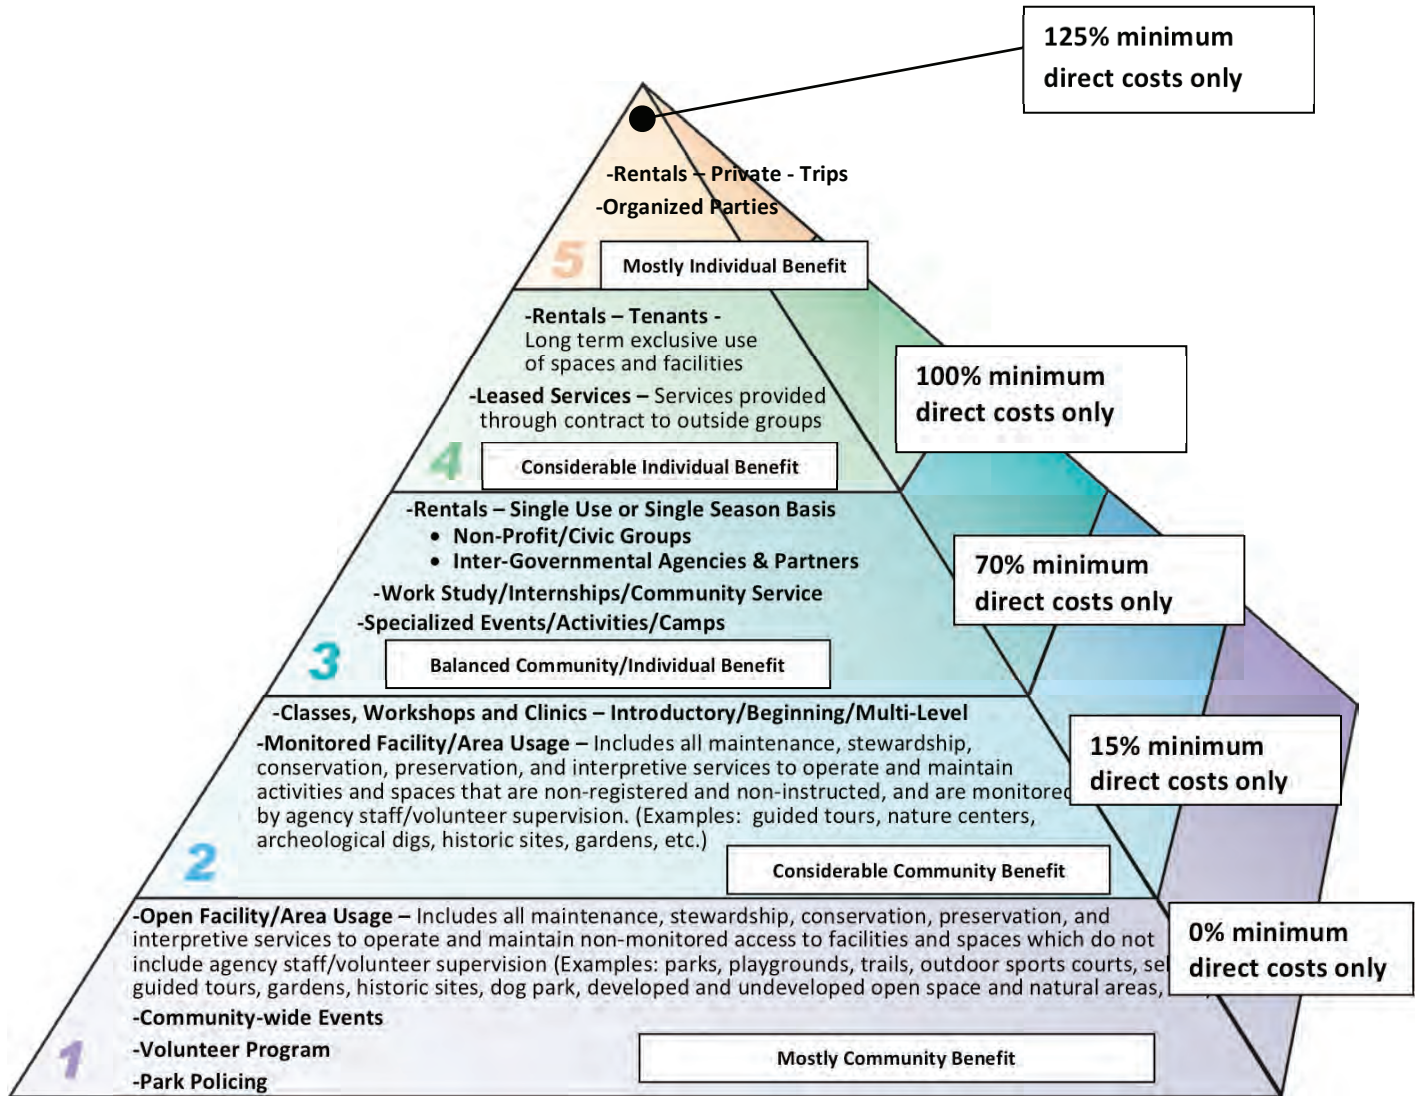 125% minimum
direct costs only
-Rentals – Private - Trips
-Organized Parties
5
Mostly Individual Benefit
-Rentals – Tenants -
Long term exclusive use
of spaces and facilities
-Leased Services – Services provided
through contract to outside groups
4
Considerable Individual Benefit
100% minimum
direct costs only
-Rentals – Single Use or Single Season Basis
• Non-Profit/Civic Groups
• Inter-Governmental Agencies & Partners
-Work Study/Internships/Community Service
-Specialized Events/Activities/Camps
3
Balanced Community/Individual Benefit
70% minimum
direct costs only
-Classes, Workshops and Clinics – Introductory/Beginning/Multi-Level
-Monitored Facility/Area Usage – Includes all maintenance, stewardship,
conservation, preservation, and interpretive services to operate and maintain
activities and spaces that are non-registered and non-instructed, and are monitored
by agency staff/volunteer supervision. (Examples: guided tours, nature centers,
archeological digs, historic sites, gardens, etc.)
2
Considerable Community Benefit
15% minimum
direct costs only
-Open Facility/Area Usage – Includes all maintenance, stewardship, conservation, preservation, and
interpretive services to operate and maintain non-monitored access to facilities and spaces which do not
include agency staff/volunteer supervision (Examples: parks, playgrounds, trails, outdoor sports courts,
guided tours, gardens, historic sites, dog park, developed and undeveloped open space and natural areas,
-Community-wide Events
-Volunteer Program
-Park Policing
1
Mostly Community Benefit
0% minimum
direct costs only